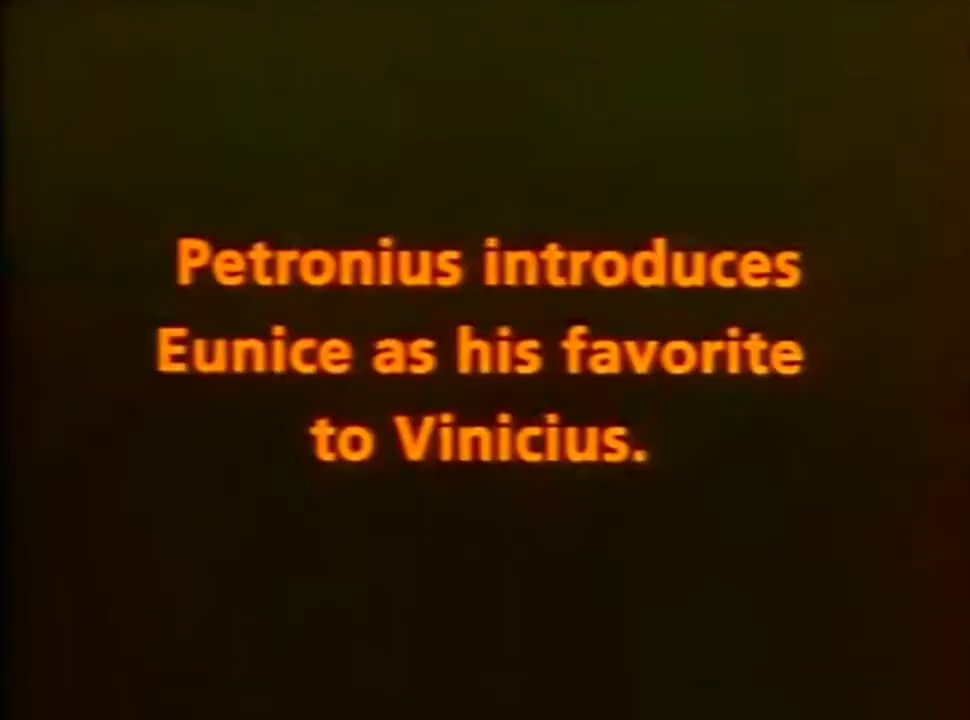 Petronius introduces
Eunice as his favorite
to Vinicius.